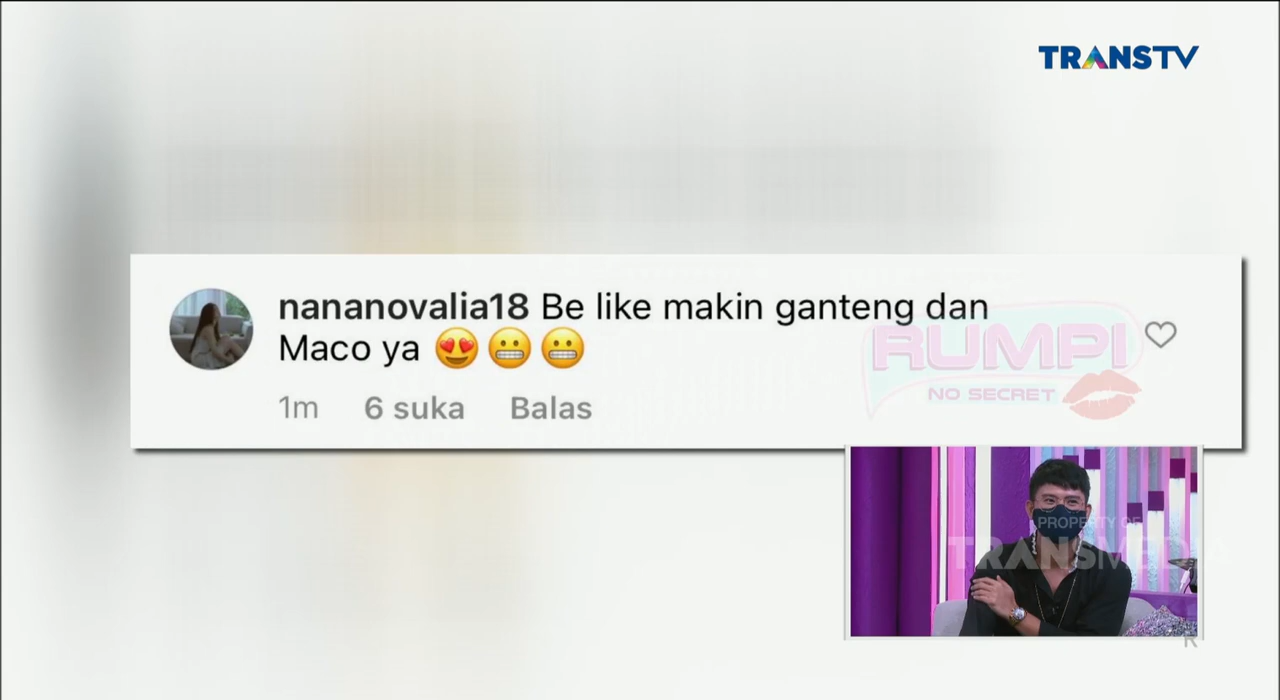 TRANSTV
nananovalia18 Be like makin ganteng dan
Maco ya 😍😬😬
1m 6 suka Balas
RUMPI
NO SECRET
PROPERTY OF
TRANSMEDIA
R